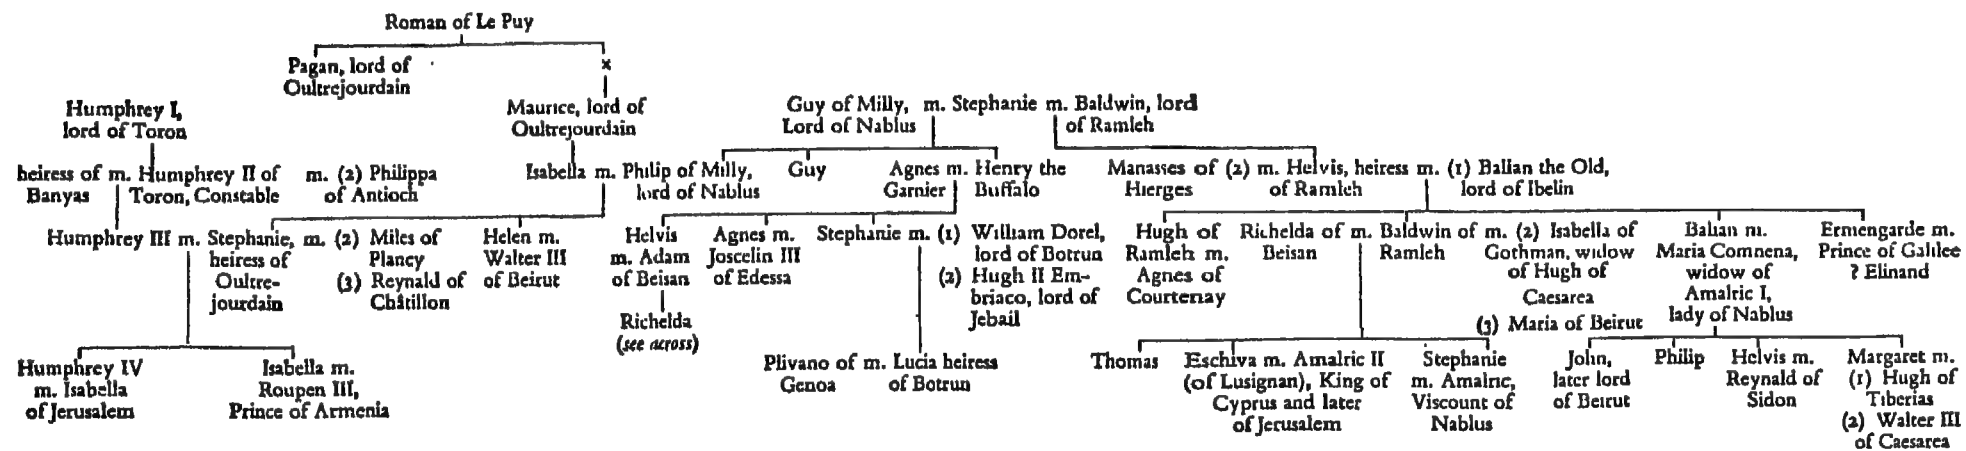 Roman of Le Puy
Pagan, lord of
Oultrejourdain
×
Humphrey I,
lord of Toron
Maurice, lord of
Oultrejourdain
Guy of Milly, m. Stephanie m. Baldwin, lord
Lord of Nablus of Ramleh
heiress of m. Humphrey II of m. (2) Philippa
Banyas Toron, Constable of Antioch
Isabella m. Philip of Milly,
lord of Nablus
Guy
Agnes m. Henry the
Garnier Buffalo
Manasses of (2) m. Helvis, heiress m. (1) Balian the Old,
Hierges of Ramleh lord of Ibelin
Humphrey III m. Stephanie, m. (2) Miles of
heiress of Plancy
Oultre- (3) Reynald of
jourdain Châtillon
Helen m.
Walter III
of Beirut
Helvis
m. Adam
of Beisan
Agnes m.
Joscelin III
of Edessa
Stephanie m. (1) William Dorel,
lord of Botrun
(2) Hugh II Em-
briaco, lord of
Jebail
Hugh of
Ramleh m.
Agnes of
Courtenay
Richelda of m. Baldwin of m. (2) Isabella of
Beisan Ramleh Gothman, widow
of Hugh of
Caesarea
(3) Maria of Beirut
Balian m.
Maria Comnena,
widow of
Amalric I,
lady of Nablus
Ermengarde m.
Prince of Galilee
? Elinand
Richelda
(see across)
Humphrey IV
m. Isabella
of Jerusalem
Isabella m.
Roupen III,
Prince of Armenia
Plivano of m. Lucia heiress
Genoa of Botrun
Thomas
Eschiva m. Amalric II
(of Lusignan), King of
Cyprus and later
of Jerusalem
Stephanie
m. Amalric,
Viscount of
Nablus
John,
later lord
of Beirut
Philip
Helvis m.
Reynald of
Sidon
Margaret m.
(1) Hugh of
Tiberias
(2) Walter III
of Caesarea